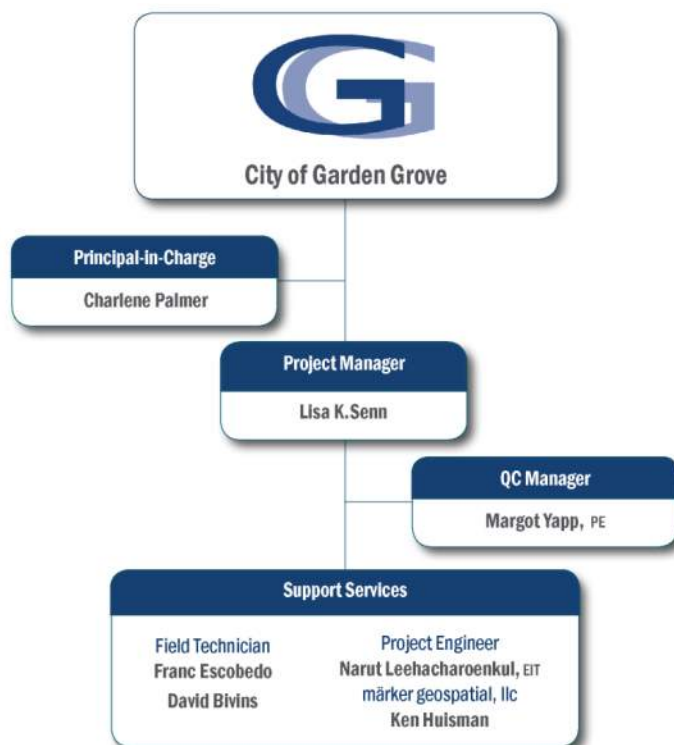 GG
City of Garden Grove
Principal-in-Charge
Charlene Palmer
Project Manager
Lisa K.Senn
QC Manager
Margot Yapp, PE
Support Services
Field Technician
Franc Escobedo
David Bivins
Project Engineer
Narut Leehacharoenkul, EIT
märker geospatial, llc
Ken Huisman